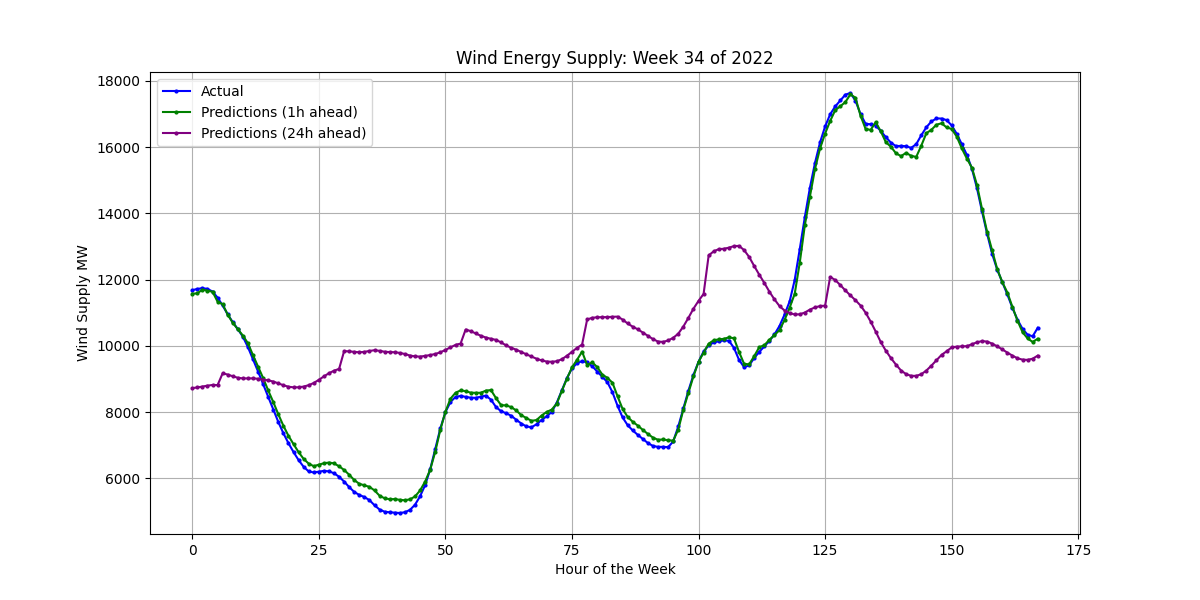 Wind Energy Supply: Week 34 of 2022
Actual
Predictions (1h ahead)
Predictions (24h ahead)
Wind Supply MW
18000
16000
14000
12000
10000
8000
6000
0 25 50 75 100 125 150 175
Hour of the Week